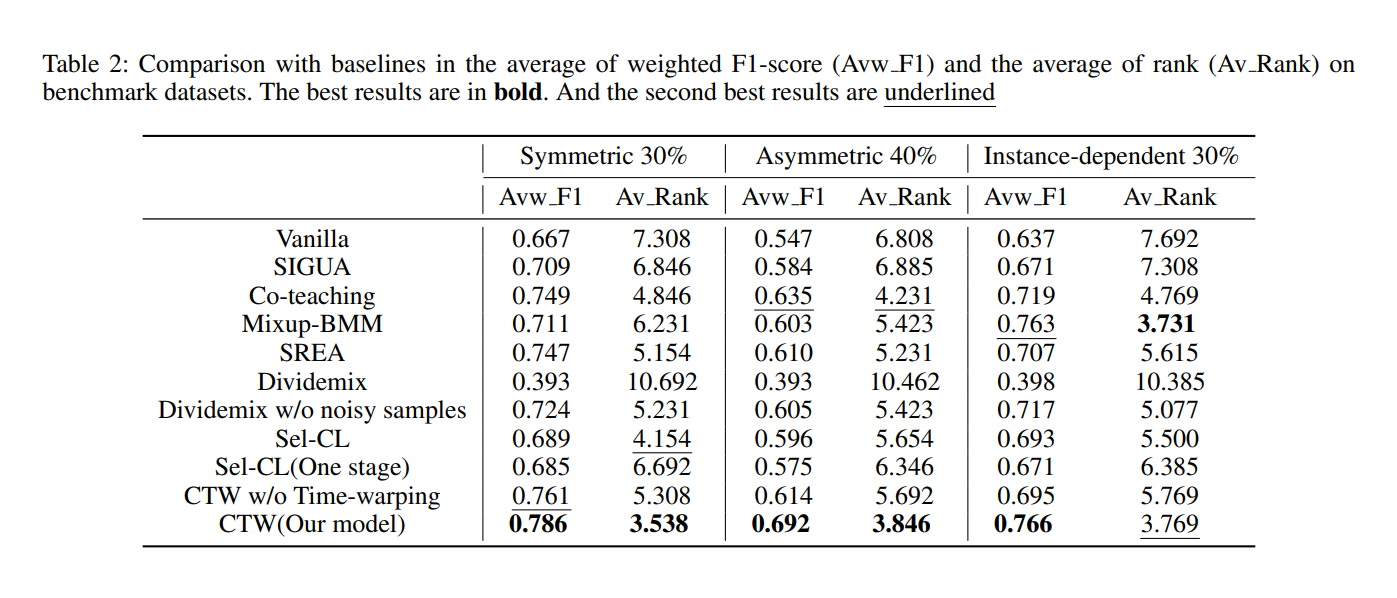 Table 2: Comparison with baselines in the average of weighted F1-score (Avw_F1) and the average of rank (Av_Rank) on
benchmark datasets. The best results are in bold. And the second best results are underlined
Symmetric 30% Asymmetric 40% Instance-dependent 30%
Avw_F1 Av_Rank Avw_F1 Av_Rank Avw_F1 Av_Rank
Vanilla 0.667 7.308 0.547 6.808 0.637 7.692
SIGUA 0.709 6.846 0.584 6.885 0.671 7.308
Co-teaching 0.749 4.846 0.635 4.231 0.719 4.769
Mixup-BMM 0.711 6.231 0.603 5.423 0.763 3.731
SREA 0.747 5.154 0.610 5.231 0.707 5.615
Dividemix 0.393 10.692 0.393 10.462 0.398 10.385
Dividemix w/o noisy samples 0.724 5.231 0.605 5.423 0.717 5.077
Sel-CL 0.689 4.154 0.596 5.654 0.693 5.500
Sel-CL(One stage) 0.685 6.692 0.575 6.346 0.671 6.385
CTW w/o Time-warping 0.761 5.308 0.614 5.692 0.695 5.769
CTW(Our model) 0.786 3.538 0.692 3.846 0.766 3.769